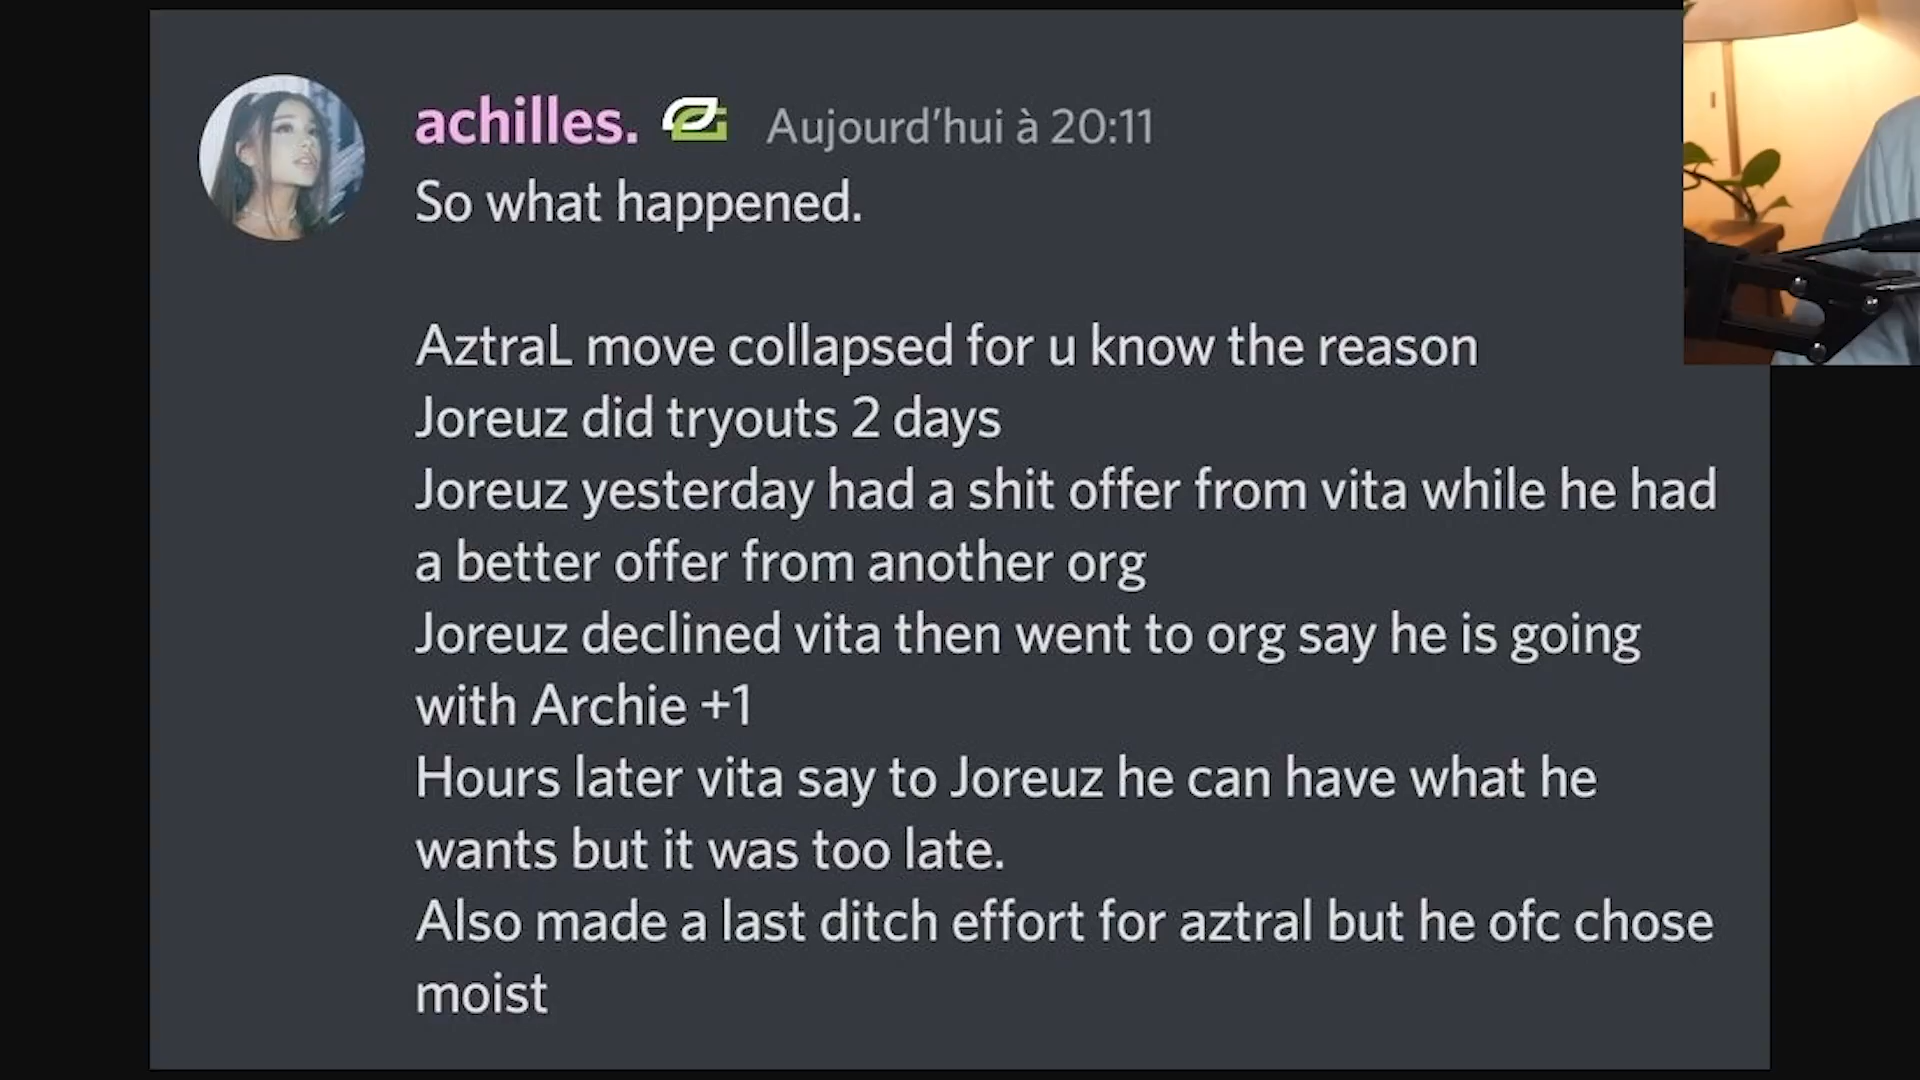 achilles. Aujourd'hui à 20:11
So what happened.
AztraL move collapsed for u know the reason
Joreuz did tryouts 2 days
Joreuz yesterday had a shit offer from vita while he had
a better offer from another org
Joreuz declined vita then went to org say he is going
with Archie +1
Hours later vita say to Joreuz he can have what he
wants but it was too late.
Also made a last ditch effort for aztral but he ofc chose
moist